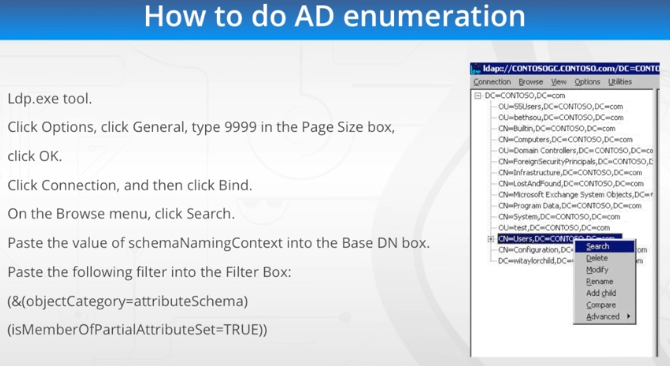 How to do AD enumeration
Ldp.exe tool.
Click Options, click General, type 9999 in the Page Size box,
click OK.
Click Connection, and then click Bind.
On the Browse menu, click Search.
Paste the value of schemaNamingContext into the Base DN box.
Paste the following filter into the Filter Box:
(&(objectCategory=attributeSchema)
(isMemberOfPartialAttributeSet=TRUE))
ldap://CONTOSOGC.CONTOSO.com/DC=CONTO
Connection Browse View Options Utilities
DC=CONTOSO,DC=com
OU=55Users,DC=CONTOSO,DC=com
OU=bethsou,DC=CONTOSO,DC=com
CN=Builtin,DC=CONTOSO,DC=com
CN=Computers,DC=CONTOSO,DC=com
OU=Domain Controllers,DC=CONTOSO,DC=co
CN=ForeignSecurityPrincipals,DC=CONTOSO,D
CN=Infrastructure,DC=CONTOSO,DC=com
CN=LostAndFound,DC=CONTOSO,DC=com
CN=Microsoft Exchange System Objects,DC=
CN=Program Data,DC=CONTOSO,DC=com
CN=System,DC=CONTOSO,DC=com
OU=test,DC=CONTOSO,DC=com
CN=Users,DC=CONTOSO,DC=com
CN=Configuration,DC= om
DC=witaylorchild,DC=
Search
Delete
Modify
Rename
Add child
Compare
Advanced